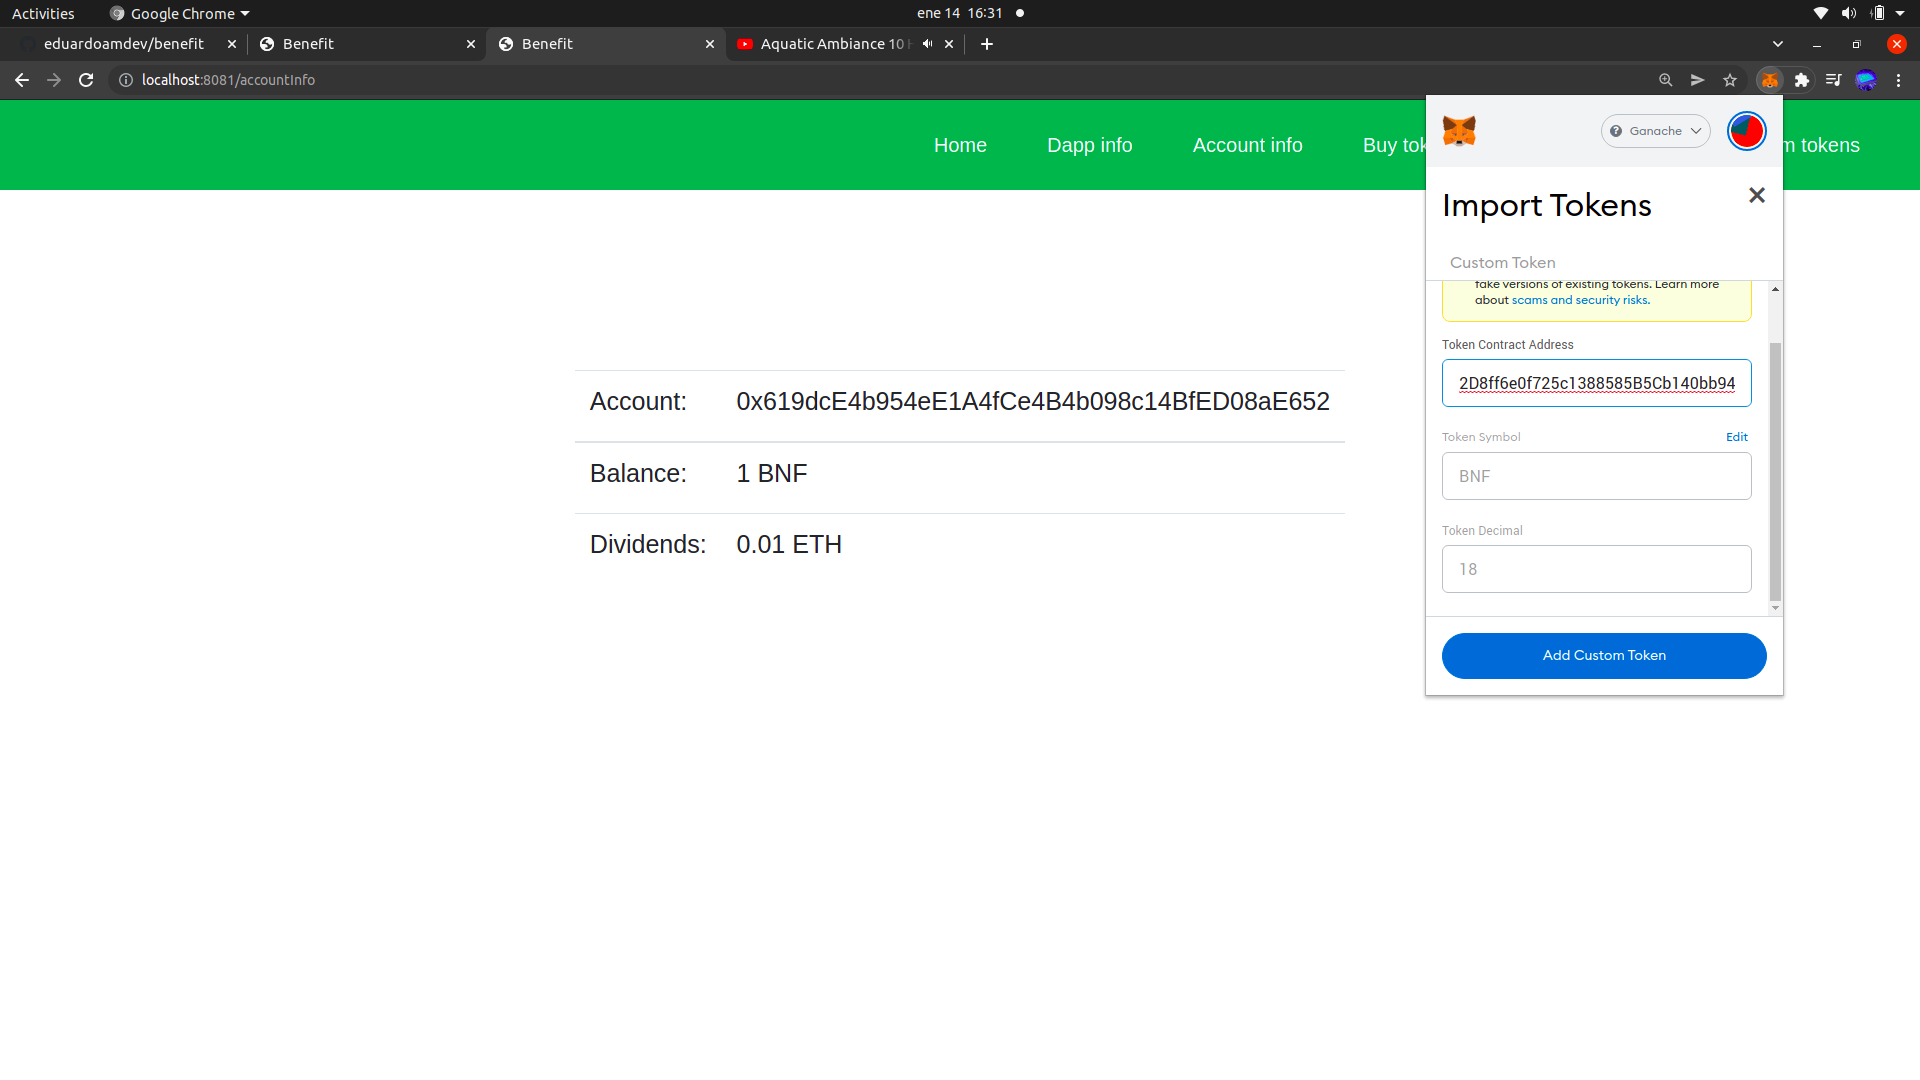 Activities
Google Chrome
ene 14 16:31
eduardoamdev/benefit
Benefit
Benefit
Aquatic Ambiance 10
localhost:8081/accountInfo
Home
Dapp info
Account info
Buy tok
m tokens
Ganache
Import Tokens
Custom Token
fake versions of existing tokens. Learn more
about scams and security risks.
Token Contract Address
2D8ff6e0f725c1388585B5Cb140bb94
Token Symbol
Edit
BNF
Token Decimal
18
Add Custom Token
Account: 0x619dcE4b954eE1A4fCe4B4b098c14BfED08aE652
Balance: 1 BNF
Dividends: 0.01 ETH